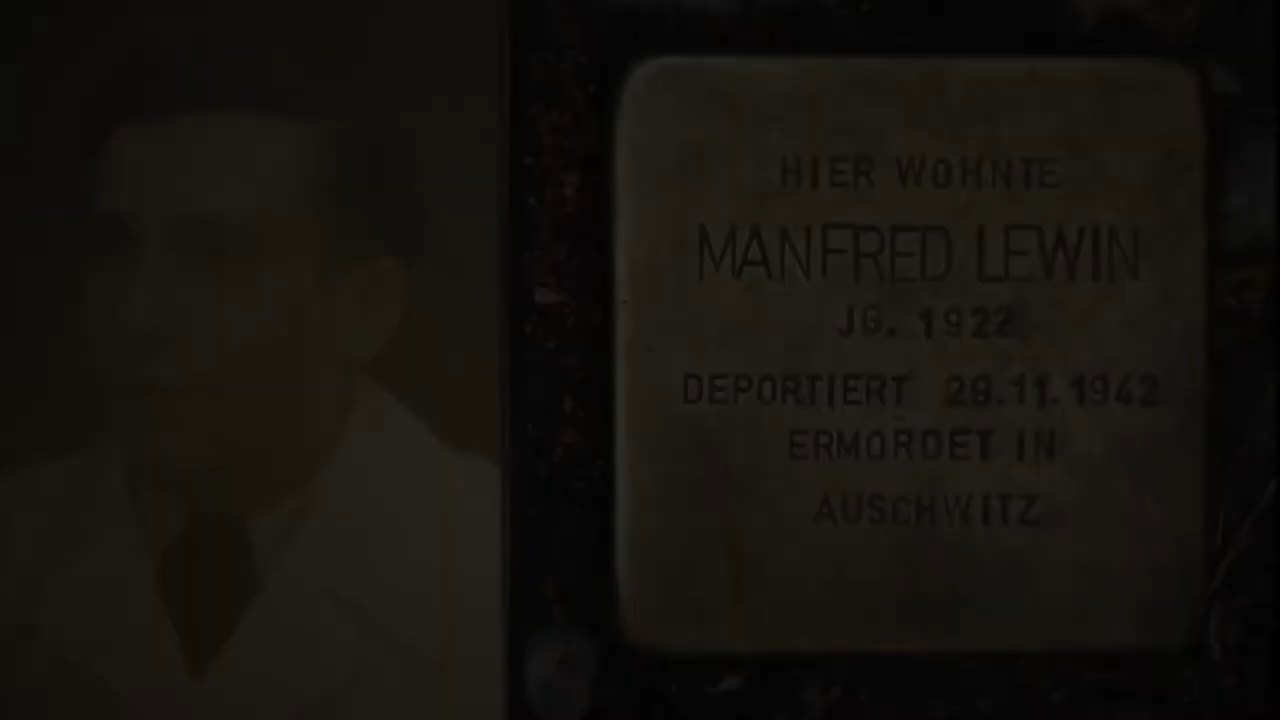 HIER WOHNTE
MANFRED LEWIN
JG. 1922
DEPORTIERT 29.11.1942
ERMORDET IN
AUSCHWITZ